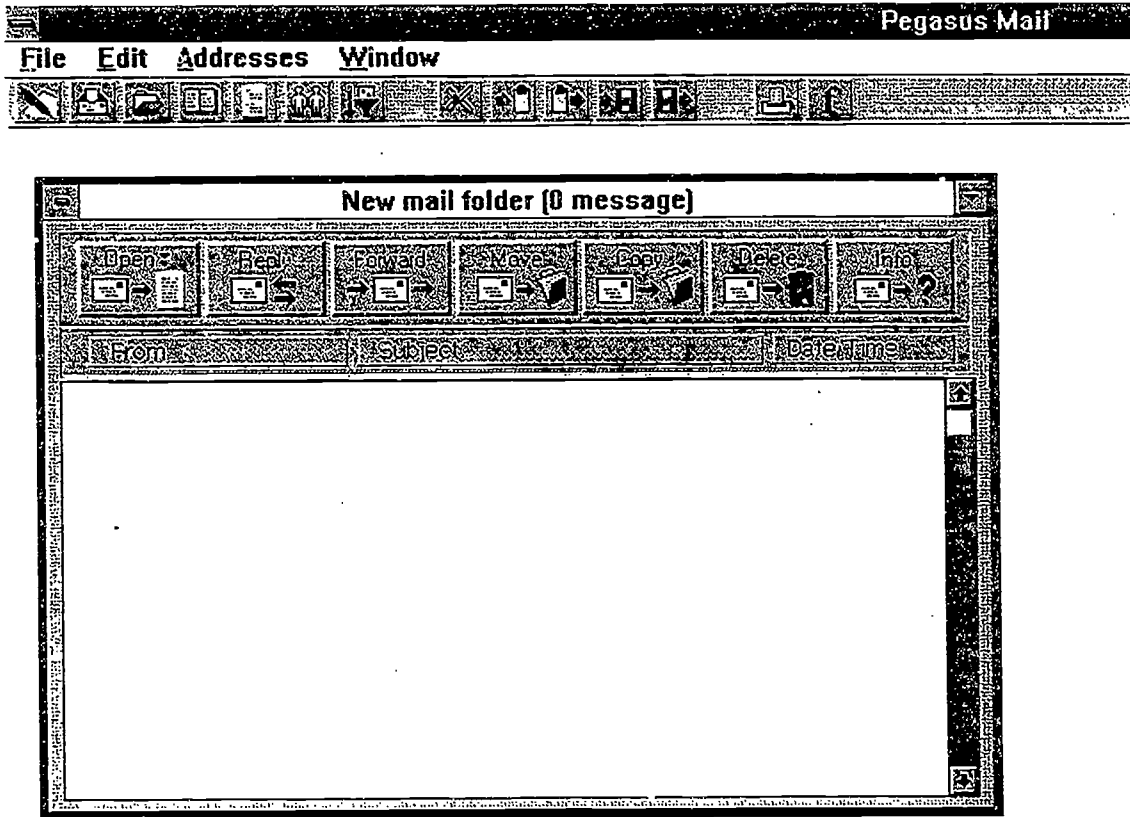 Pegasus Mail
File Edit Addresses Window
New mail folder (0 message)
Open Reply Forward Move Copy Delete Info
From Subject Date/Time